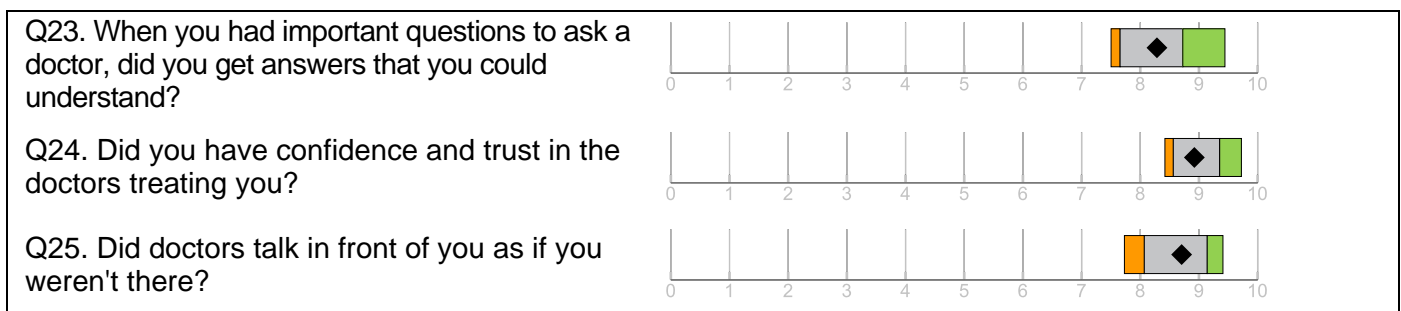 Q23. When you had important questions to ask a
doctor, did you get answers that you could
understand?
0 1 2 3 4 5 6 7 8 9 10
Q24. Did you have confidence and trust in the
doctors treating you?
0 1 2 3 4 5 6 7 8 9 10
Q25. Did doctors talk in front of you as if you
weren't there?
0 1 2 3 4 5 6 7 8 9 10